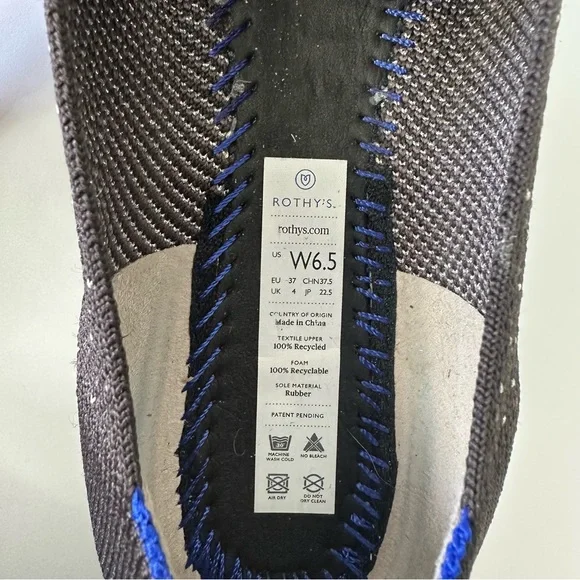 ROTHY'S
rothys.com
US W6.5
EU 37 CHN 37.5
UK 4 JP 22.5
COUNTRY OF ORIGIN
Made in China
TEXTILE UPPER
100% Recycled
FOAM
100% Recyclable
SOLE MATERIAL
Rubber
PATENT PENDING
MACHINE WASH COLD
NO BLEACH
AIR DRY
DO NOT DRY CLEAN